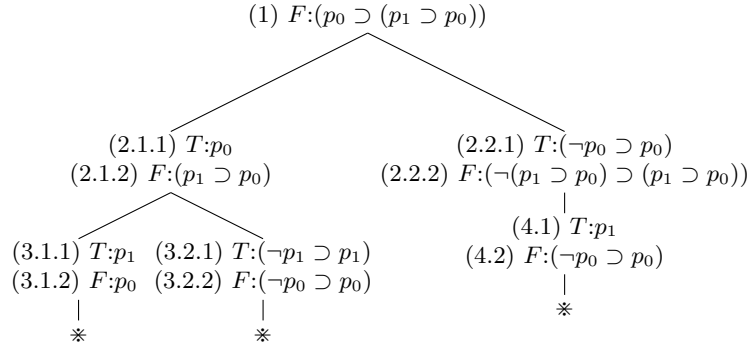 (1) F:(p₀ ⊃ (p₁ ⊃ p₀))
(2.1.1) T:p₀
(2.1.2) F:(p₁ ⊃ p₀)
(2.2.1) T:(¬p₀ ⊃ p₀)
(2.2.2) F:(¬(p₁ ⊃ p₀) ⊃ (p₁ ⊃ p₀))
(3.1.1) T:p₁
(3.1.2) F:p₀
(3.2.1) T:(¬p₁ ⊃ p₁)
(3.2.2) F:(¬p₀ ⊃ p₀)
(4.1) T:p₁
(4.2) F:(¬p₀ ⊃ p₀)
⋇
⋇
⋇